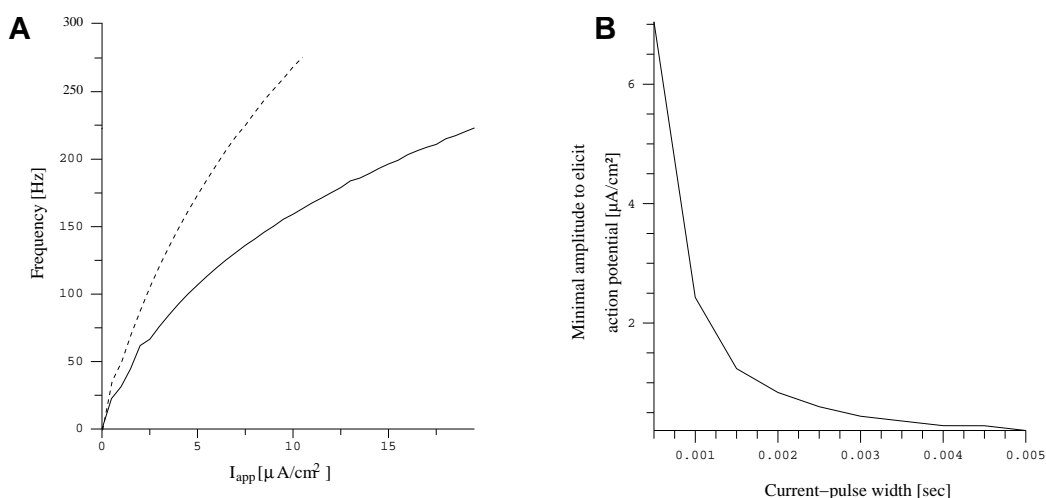 A
300
250
200
150
100
50
0
Frequency [Hz]
0 5 10 15
I_app [μA/cm²]
B
6
4
2
Minimal amplitude to elicit
action potential [μA/cm²]
0.001 0.002 0.003 0.004 0.005
Current-pulse width [sec]